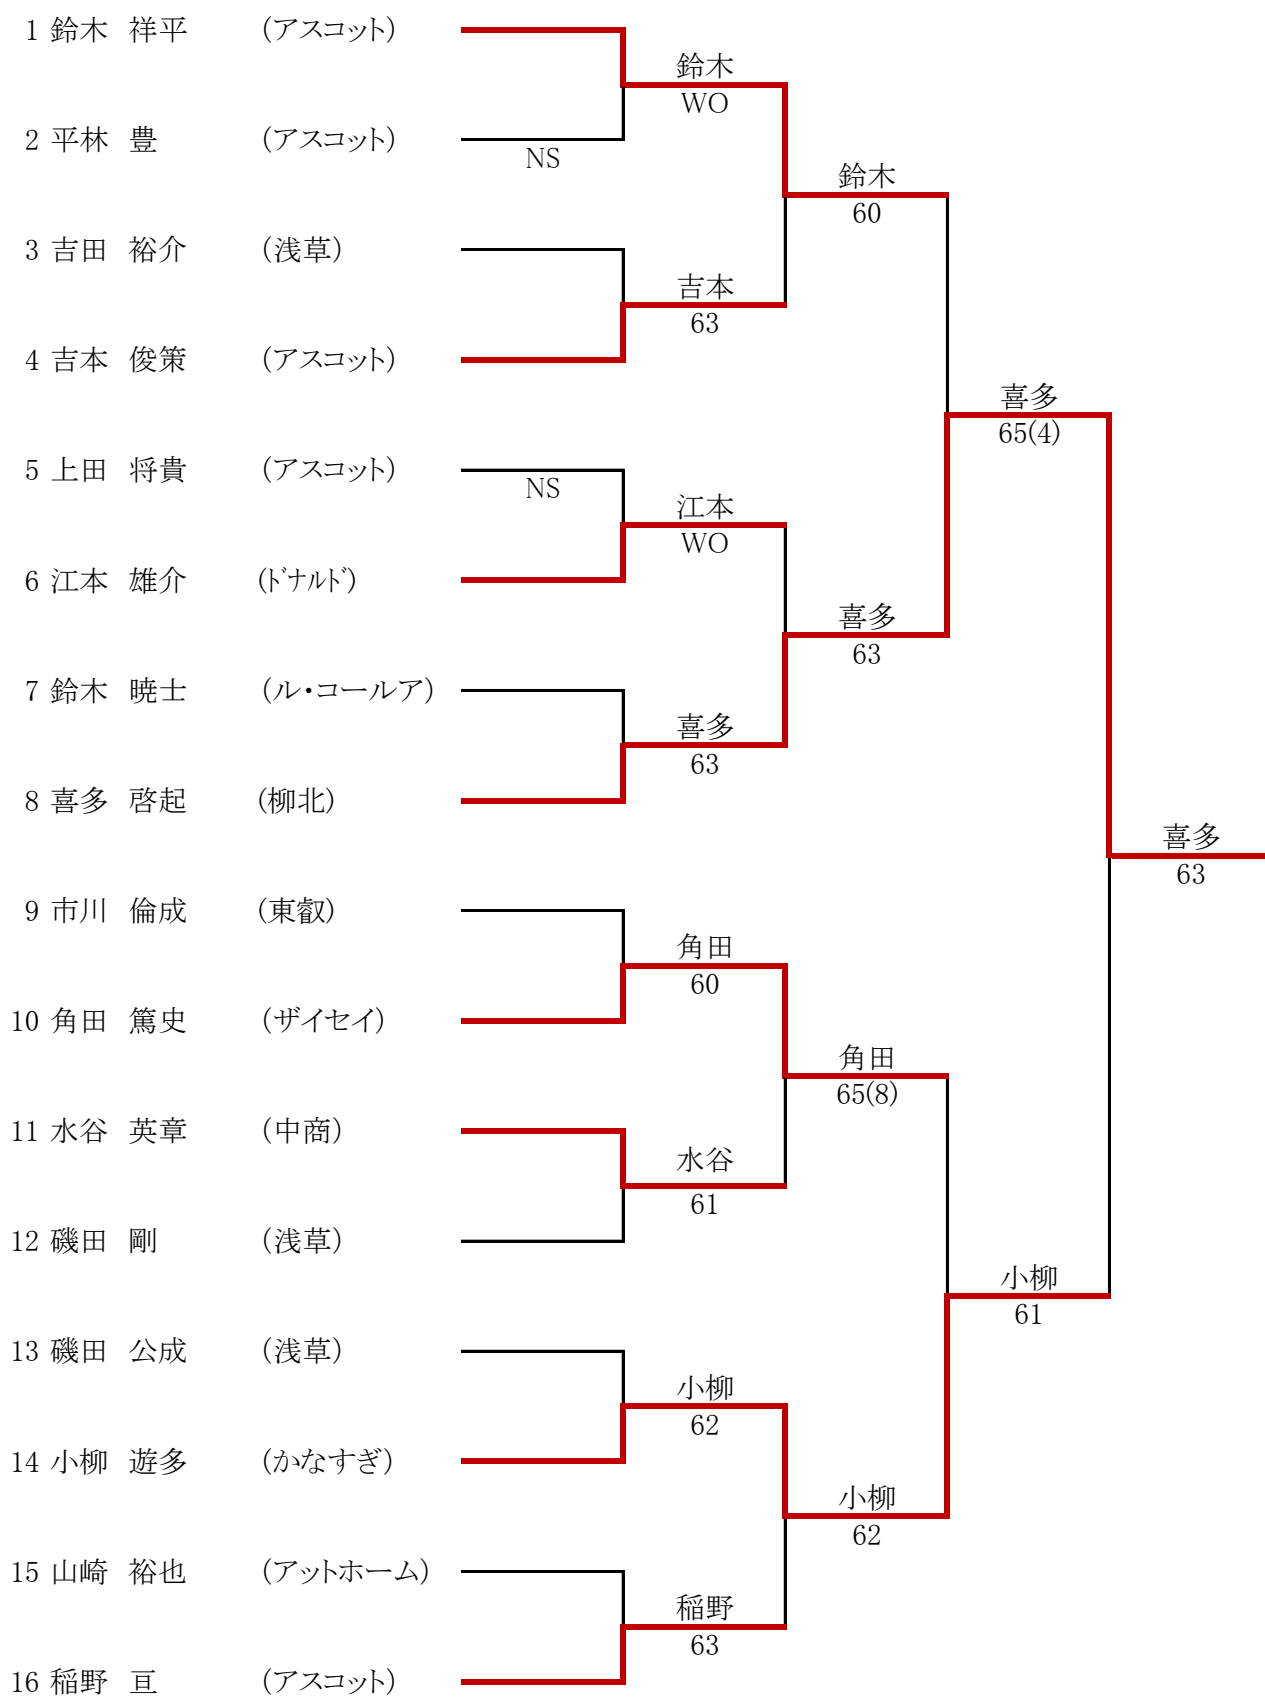 1 鈴木 祥平 (アスコット)
鈴木
WO
2 平林 豊 (アスコット)
NS
鈴木
60
3 吉田 裕介 (浅草)
吉本
63
4 吉本 俊策 (アスコット)
喜多
65(4)
5 上田 将貴 (アスコット)
NS
江本
WO
6 江本 雄介 (ﾄﾞﾅﾙﾄﾞ)
喜多
63
7 鈴木 暁士 (ル・コールア)
喜多
63
8 喜多 啓起 (柳北)
喜多
63
9 市川 倫成 (東叡)
角田
60
10 角田 篤史 (ザイセイ)
角田
65(8)
11 水谷 英章 (中商)
水谷
61
12 磯田 剛 (浅草)
小柳
61
13 磯田 公成 (浅草)
小柳
62
14 小柳 遊多 (かなすぎ)
小柳
62
15 山崎 裕也 (アットホーム)
稲野
63
16 稲野 亘 (アスコット)